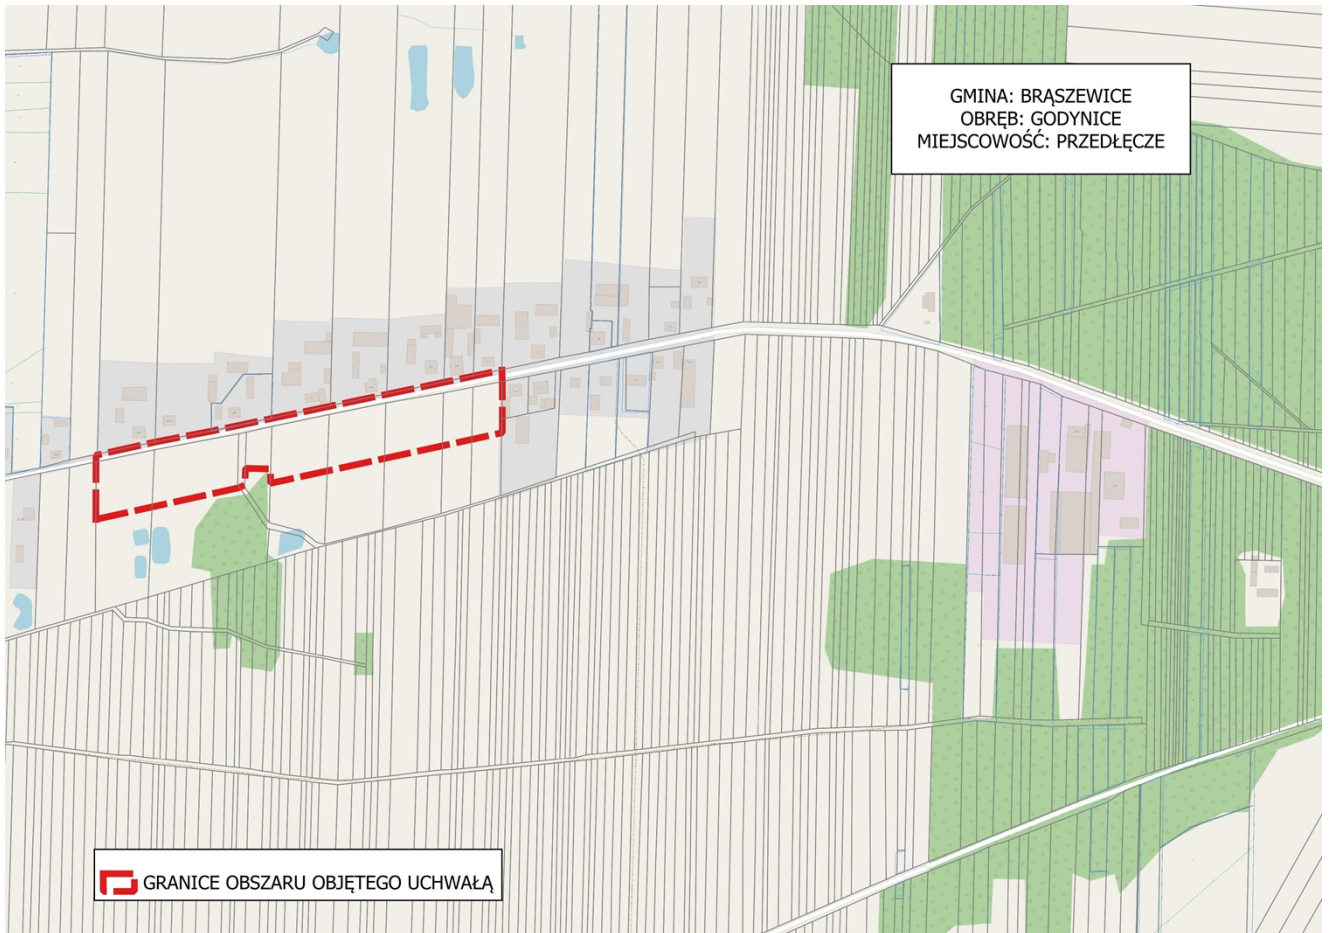 GMINA: BRĄSZEWICE
OBRĘB: GODYNICE
MIEJSCOWOŚĆ: PRZEDŁĘCZE
GRANICE OBSZARU OBJĘTEGO UCHWAŁĄ